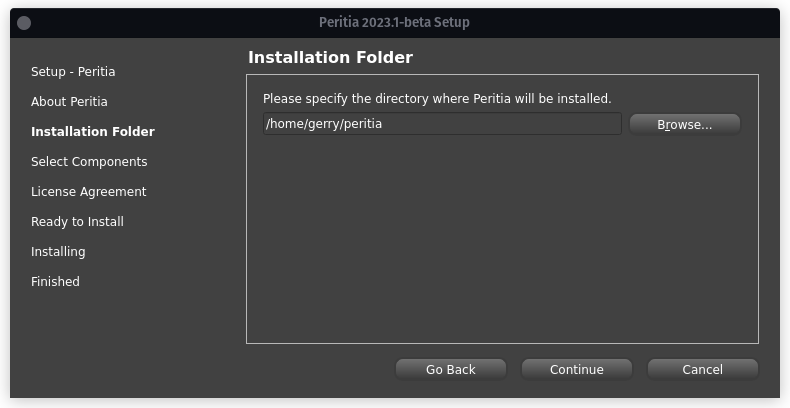 Peritia 2023.1-beta Setup
Setup - Peritia
About Peritia
Installation Folder
Select Components
License Agreement
Ready to Install
Installing
Finished
Installation Folder
Please specify the directory where Peritia will be installed.
/home/gerry/peritia
Browse...
Go Back
Continue
Cancel